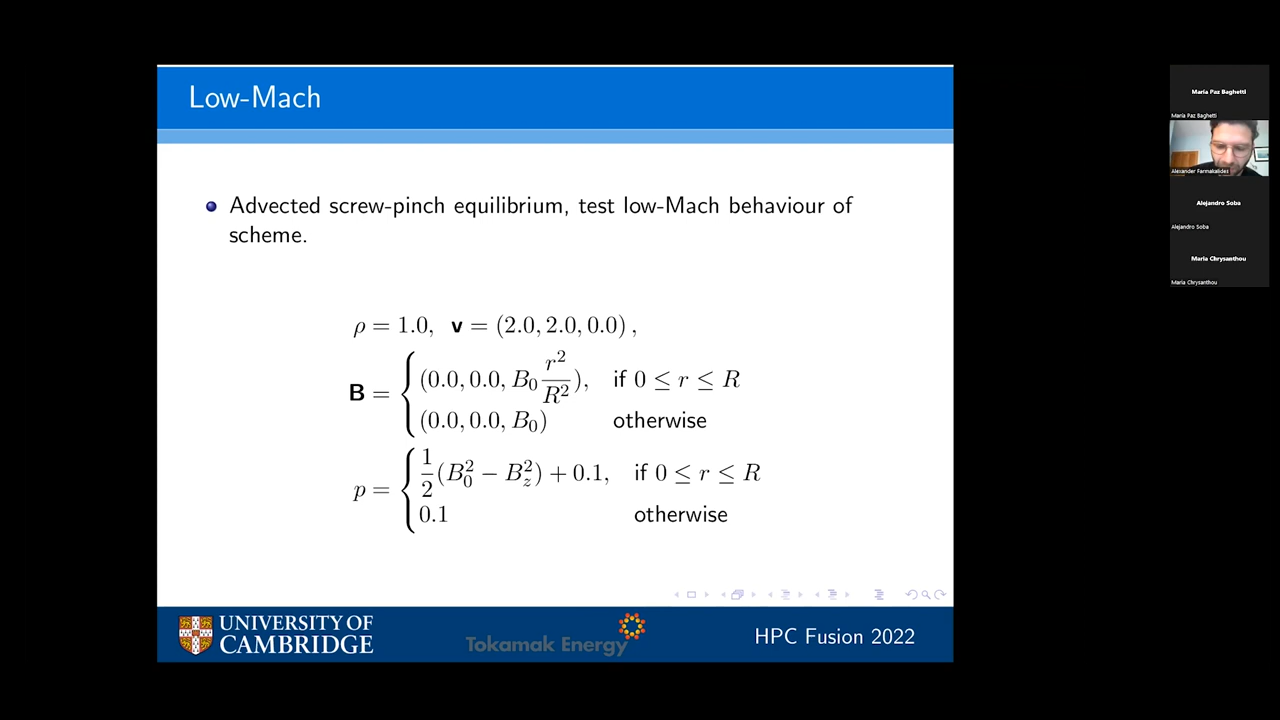 Low-Mach
Advected screw-pinch equilibrium, test low-Mach behaviour of
scheme.
ρ = 1.0, v = (2.0, 2.0, 0.0),
B = { (0.0, 0.0, B₀ r²/R²), if 0 ≤ r ≤ R
(0.0, 0.0, B₀) otherwise
p = { 1/2 (B₀² − B_z²) + 0.1, if 0 ≤ r ≤ R
0.1 otherwise
UNIVERSITY OF
CAMBRIDGE
Tokamak Energy
HPC Fusion 2022
María Paz Baghetti
María Paz Baghetti
Alexander Farmakalides
Alejandro Soba
Alejandro Soba
Maria Chrysanthou
Maria Chrysanthou